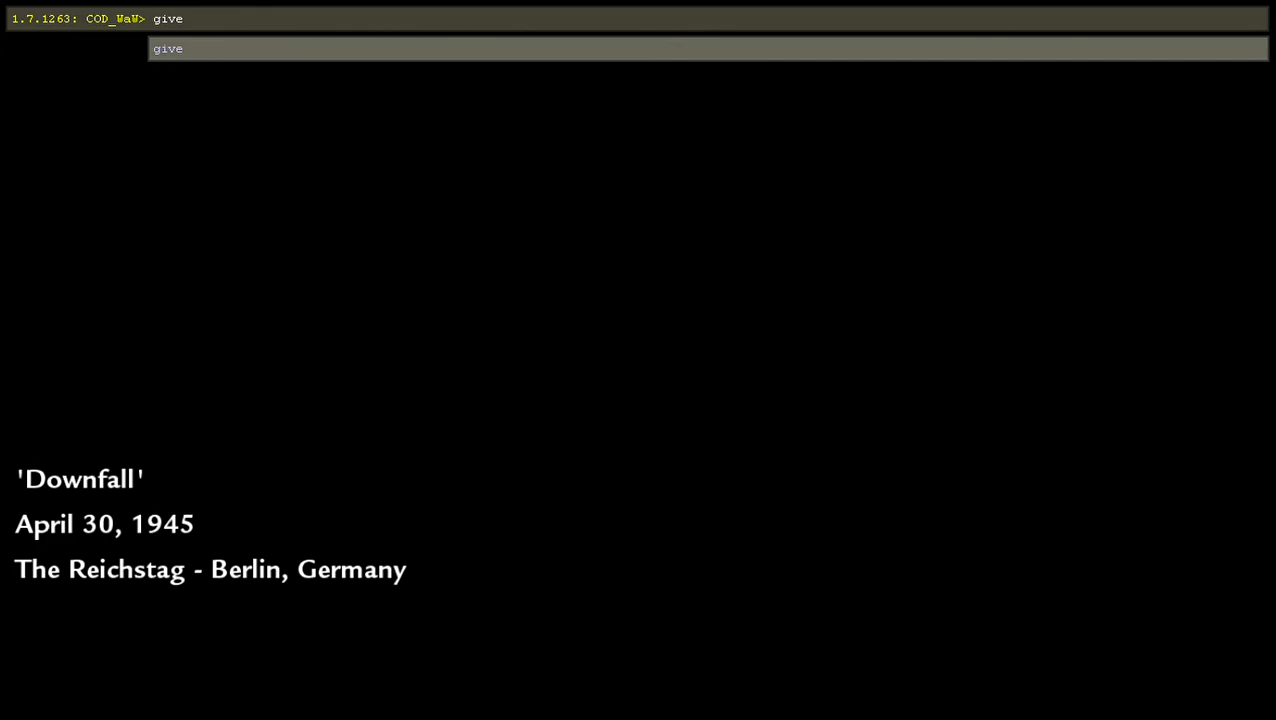 1.7.1263: COD_WaW> give
give
'Downfall'
April 30, 1945
The Reichstag - Berlin, Germany